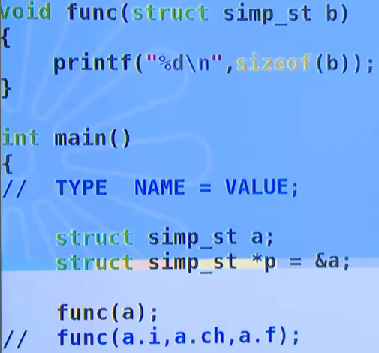 void func(struct simp_st b)
{
    printf("%d\n",sizeof(b));
}
int main()
{
//  TYPE  NAME = VALUE;
    struct simp_st a;
    struct simp_st *p = &a;
    func(a);
//  func(a.i,a.ch,a.f);